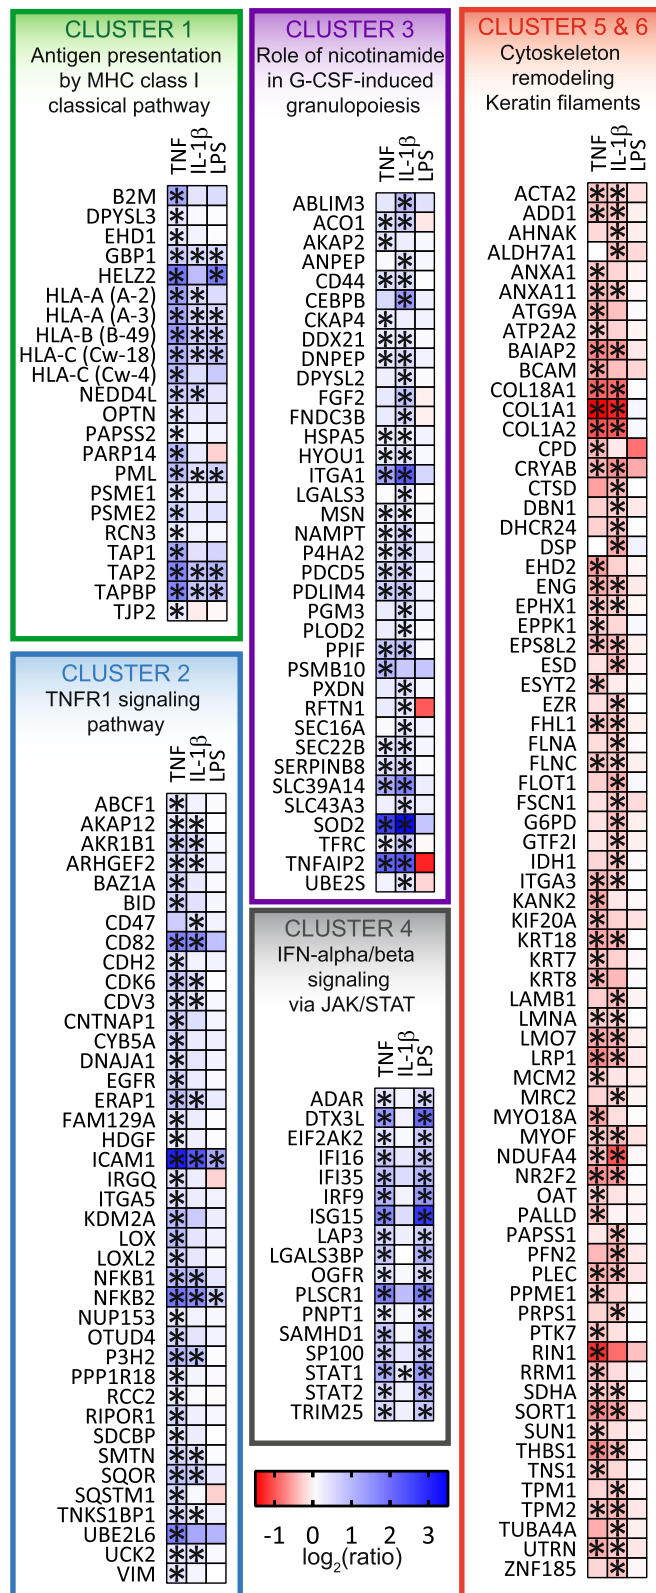 CLUSTER 1
Antigen presentation
by MHC class I
classical pathway
TNF
IL-1β
LPS
B2M *
DPYSL3 *
EHD1 *
GBP1 * * *
HELZ2 * *
HLA-A (A-2) * *
HLA-A (A-3) * * *
HLA-B (B-49) * * *
HLA-C (Cw-18) * * *
HLA-C (Cw-4) *
NEDD4L * *
OPTN *
PAPSS2 *
PARP14 *
PML * * *
PSME1 *
PSME2 *
RCN3 *
TAP1 *
TAP2 * * *
TAPBP * * *
TJP2 *
CLUSTER 2
TNFR1 signaling
pathway
TNF
IL-1β
LPS
ABCF1 *
AKAP12 * *
AKR1B1 * *
ARHGEF2 * *
BAZ1A *
BID *
CD47 *
CD82 * *
CDH2 *
CDK6 * *
CDV3 * *
CNTNAP1 *
CYB5A *
DNAJA1 *
EGFR *
ERAP1 * *
FAM129A *
HDGF *
ICAM1 * * *
IRGQ *
ITGA5 *
KDM2A *
LOX *
LOXL2 *
NFKB1 * *
NFKB2 * * *
NUP153 *
OTUD4 *
P3H2 * *
PPP1R18 *
RCC2 *
RIPOR1 *
SDCBP *
SMTN * *
SQOR * *
SQSTM1 *
TNKS1BP1 * *
UBE2L6 *
UCK2 * *
VIM *
CLUSTER 3
Role of nicotinamide
in G-CSF-induced
granulopoiesis
TNF
IL-1β
LPS
ABLIM3 *
ACO1 * *
AKAP2 *
ANPEP *
CD44 * *
CEBPB *
CKAP4 *
DDX21 * *
DNPEP * *
DPYSL2 *
FGF2 *
FNDC3B *
HSPA5 * *
HYOU1 * *
ITGA1 * *
LGALS3 *
MSN * *
NAMPT * *
P4HA2 * *
PDCD5 * *
PDLIM4 * *
PGM3 *
PLOD2 *
PPIF * *
PSMB10 *
PXDN *
RFTN1 *
SEC16A *
SEC22B * *
SERPINB8 * *
SLC39A14 * *
SLC43A3 *
SOD2 * *
TFRC * *
TNFAIP2 * *
UBE2S *
CLUSTER 4
IFN-alpha/beta
signaling
via JAK/STAT
TNF
IL-1β
LPS
ADAR * *
DTX3L * *
EIF2AK2 * *
IFI16 * *
IFI35 * *
IRF9 * *
ISG15 * *
LAP3 * *
LGALS3BP * *
OGFR * *
PLSCR1 * *
PNPT1 * *
SAMHD1 * *
SP100 * *
STAT1 * * *
STAT2 * *
TRIM25 * *
-1 0 1 2 3
log2(ratio)
CLUSTER 5 & 6
Cytoskeleton
remodeling
Keratin filaments
TNF
IL-1β
LPS
ACTA2 * *
ADD1 * *
AHNAK *
ALDH7A1 *
ANXA1 *
ANXA11 * *
ATG9A *
ATP2A2 *
BAIAP2 * *
BCAM *
COL18A1 * *
COL1A1 * *
COL1A2 * *
CPD *
CRYAB * *
CTSD *
DBN1 *
DHCR24 *
DSP *
EHD2 *
ENG * *
EPHX1 * *
EPPK1 *
EPS8L2 * *
ESD *
ESYT2 *
EZR *
FHL1 * *
FLNA *
FLNC * *
FLOT1 *
FSCN1 *
G6PD *
GTF2I *
IDH1 *
ITGA3 * *
KANK2 *
KIF20A *
KRT18 * *
KRT7 *
KRT8 *
LAMB1 *
LMNA * *
LMO7 * *
LRP1 * *
MCM2 *
MRC2 *
MYO18A *
MYOF * *
NDUFA4 * *
NR2F2 * *
OAT *
PALLD *
PAPSS1 *
PFN2 *
PLEC * *
PPME1 *
PRPS1 *
PTK7 *
RIN1 *
RRM1 *
SDHA * *
SORT1 * *
SUN1 *
THBS1 * *
TNS1 *
TPM1 *
TPM2 * *
TUBA4A *
UTRN * *
ZNF185 *